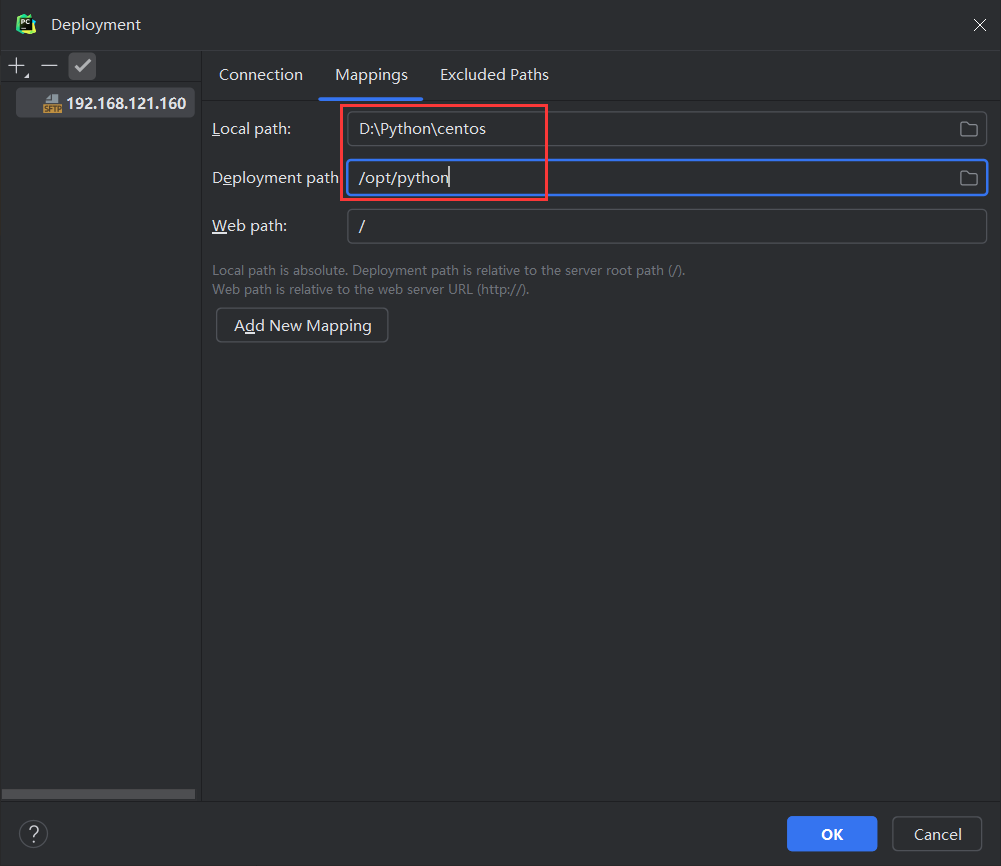 Deployment
192.168.121.160
Connection Mappings Excluded Paths
Local path: D:\Python\centos
Deployment path /opt/python
Web path: /
Local path is absolute. Deployment path is relative to the server root path (/).
Web path is relative to the web server URL (http://).
Add New Mapping
? OK Cancel